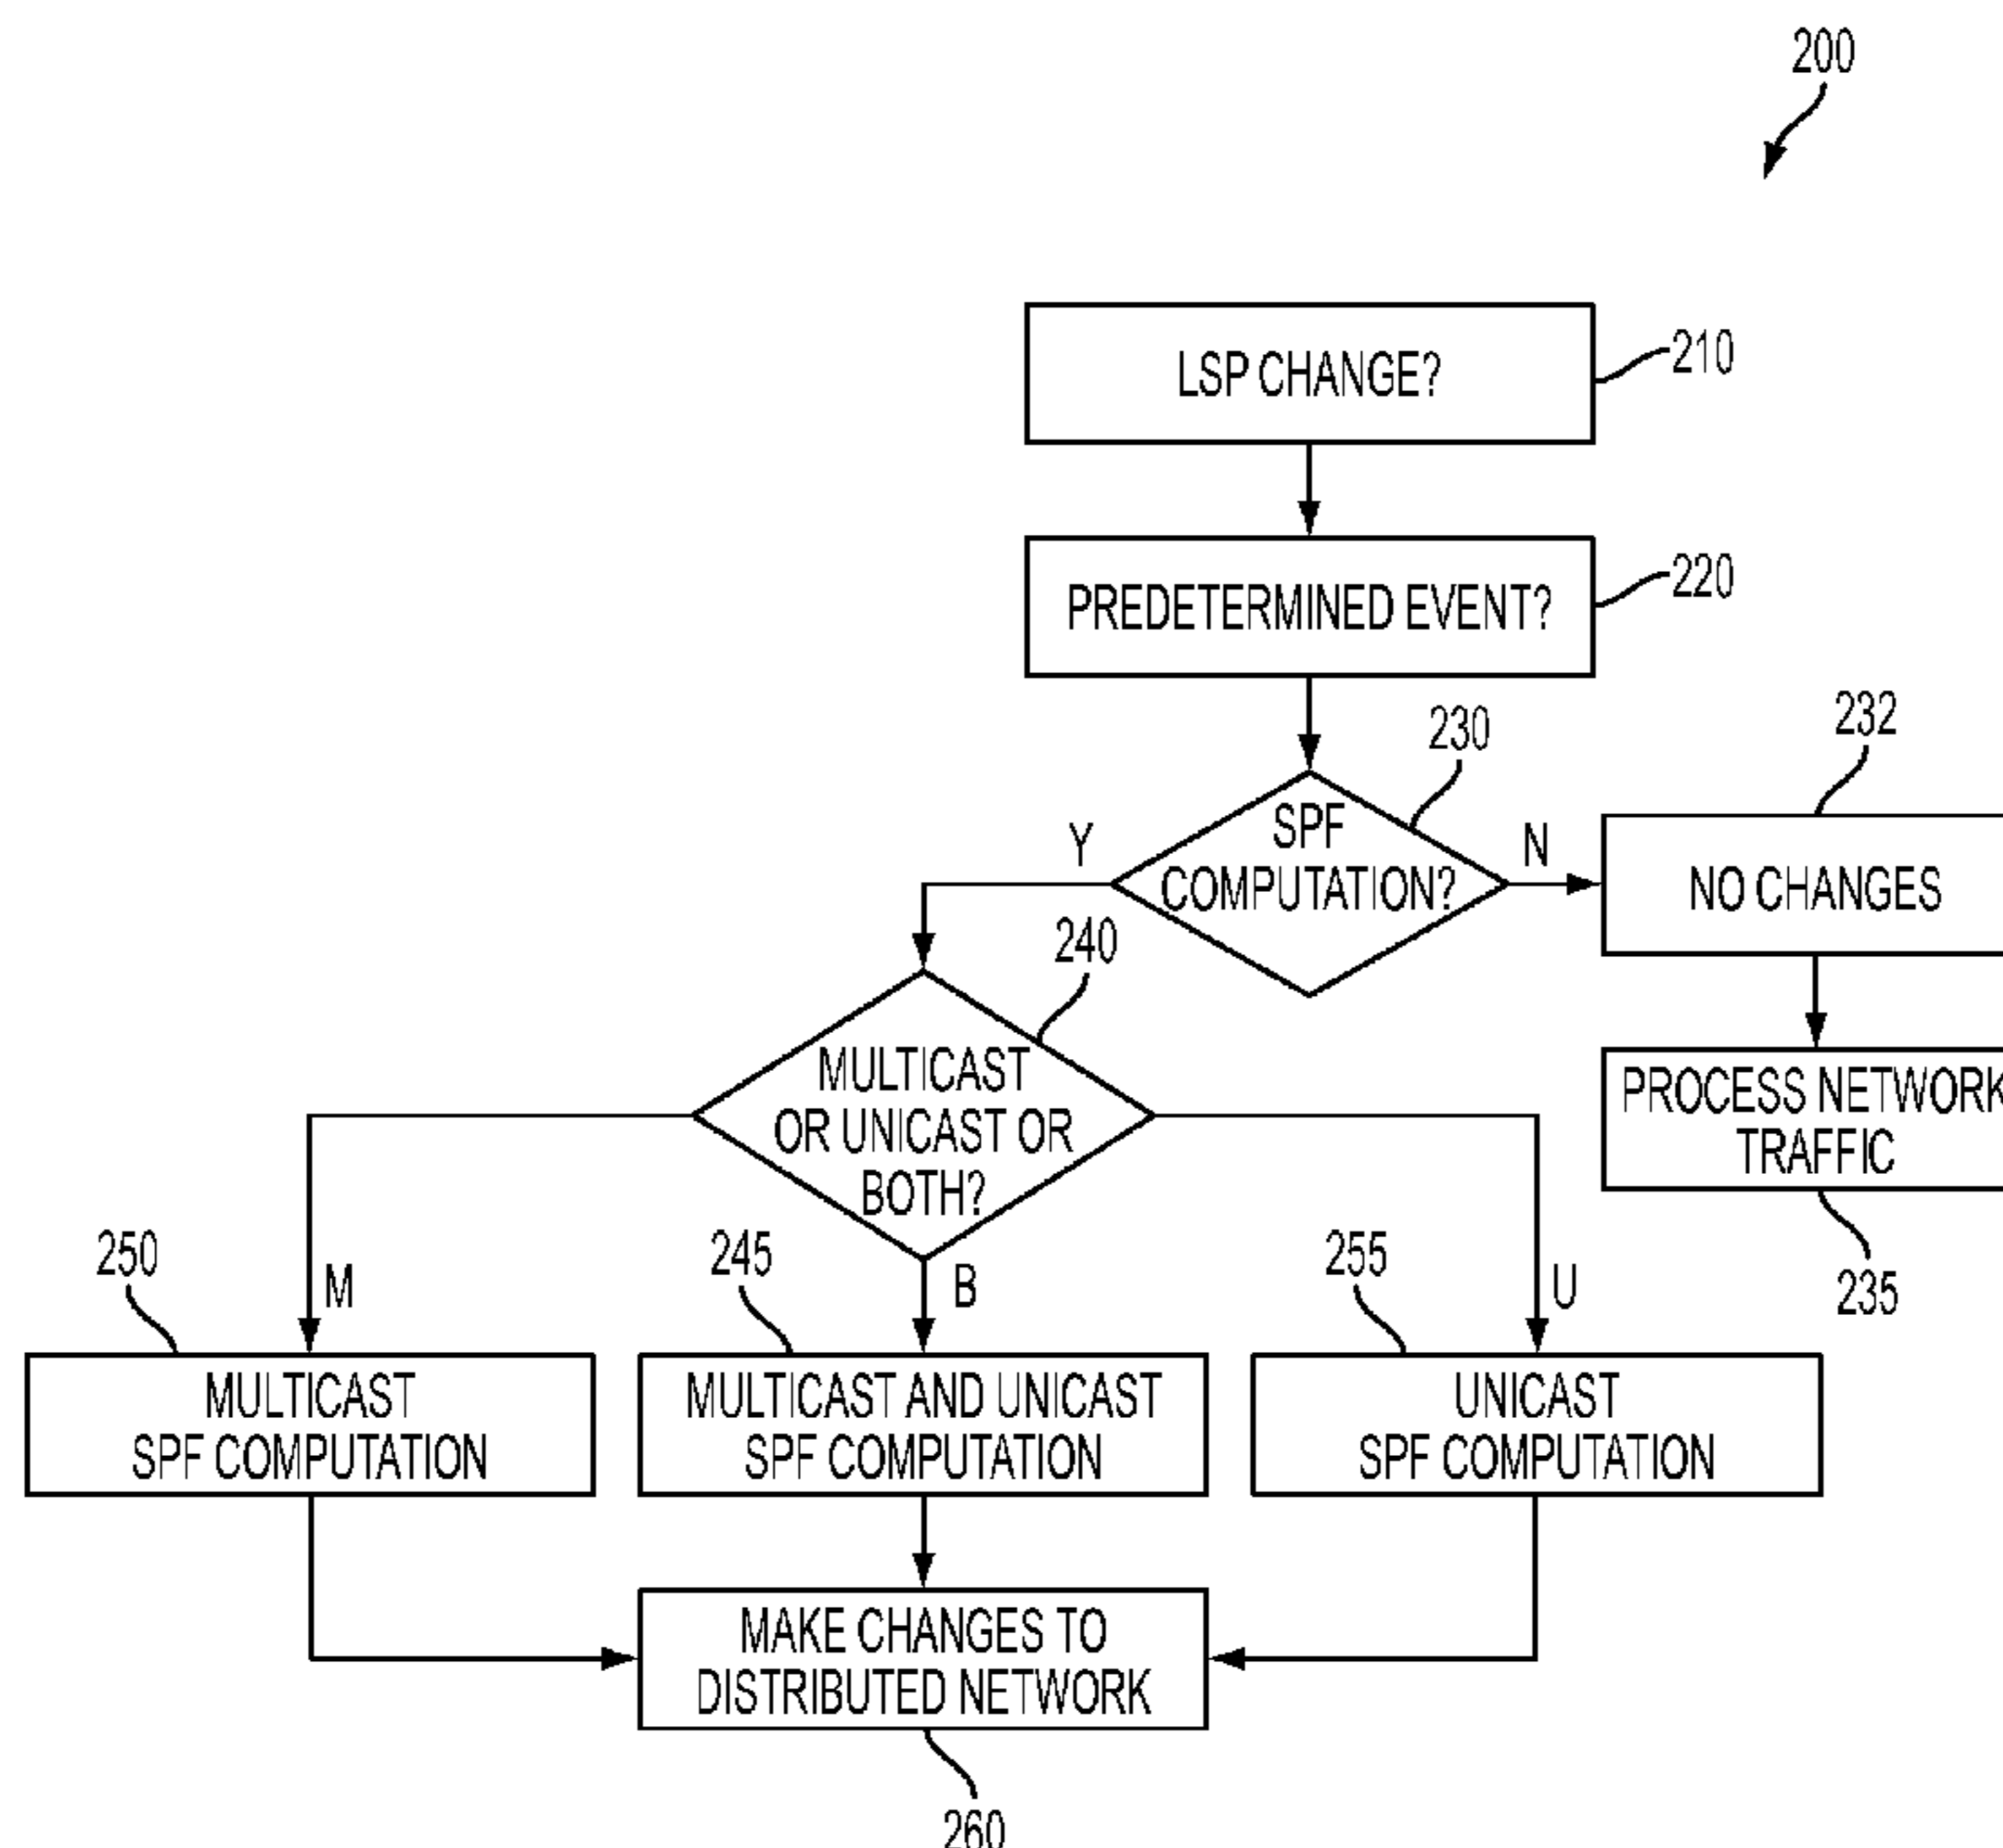 200
LSP CHANGE?
210
PREDETERMINED EVENT?
220
230
232
SPF
COMPUTATION?
Y
N
NO CHANGES
240
MULTICAST
OR UNICAST OR
BOTH?
PROCESS NETWORK
TRAFFIC
235
250
M
245
B
255
U
MULTICAST
SPF COMPUTATION
MULTICAST AND UNICAST
SPF COMPUTATION
UNICAST
SPF COMPUTATION
MAKE CHANGES TO
DISTRIBUTED NETWORK
260